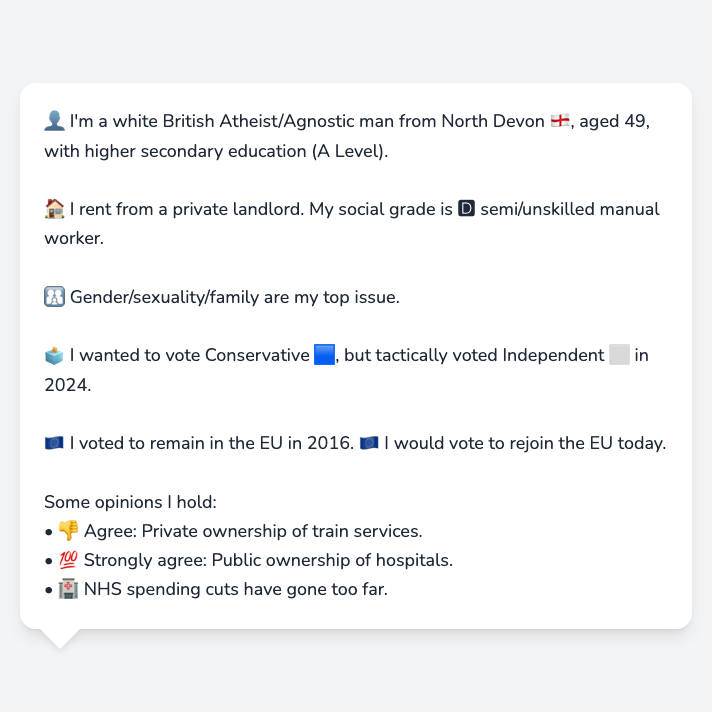 👤 I'm a white British Atheist/Agnostic man from North Devon 🏴󠁧󠁢󠁥󠁮󠁧󠁿, aged 49,
with higher secondary education (A Level).
🏠 I rent from a private landlord. My social grade is 🅳 semi/unskilled manual
worker.
🚻 Gender/sexuality/family are my top issue.
🗳️ I wanted to vote Conservative 🟦, but tactically voted Independent ⬜ in
2024.
🇪🇺 I voted to remain in the EU in 2016. 🇪🇺 I would vote to rejoin the EU today.
Some opinions I hold:
• 👎 Agree: Private ownership of train services.
• 💯 Strongly agree: Public ownership of hospitals.
• 🏥 NHS spending cuts have gone too far.